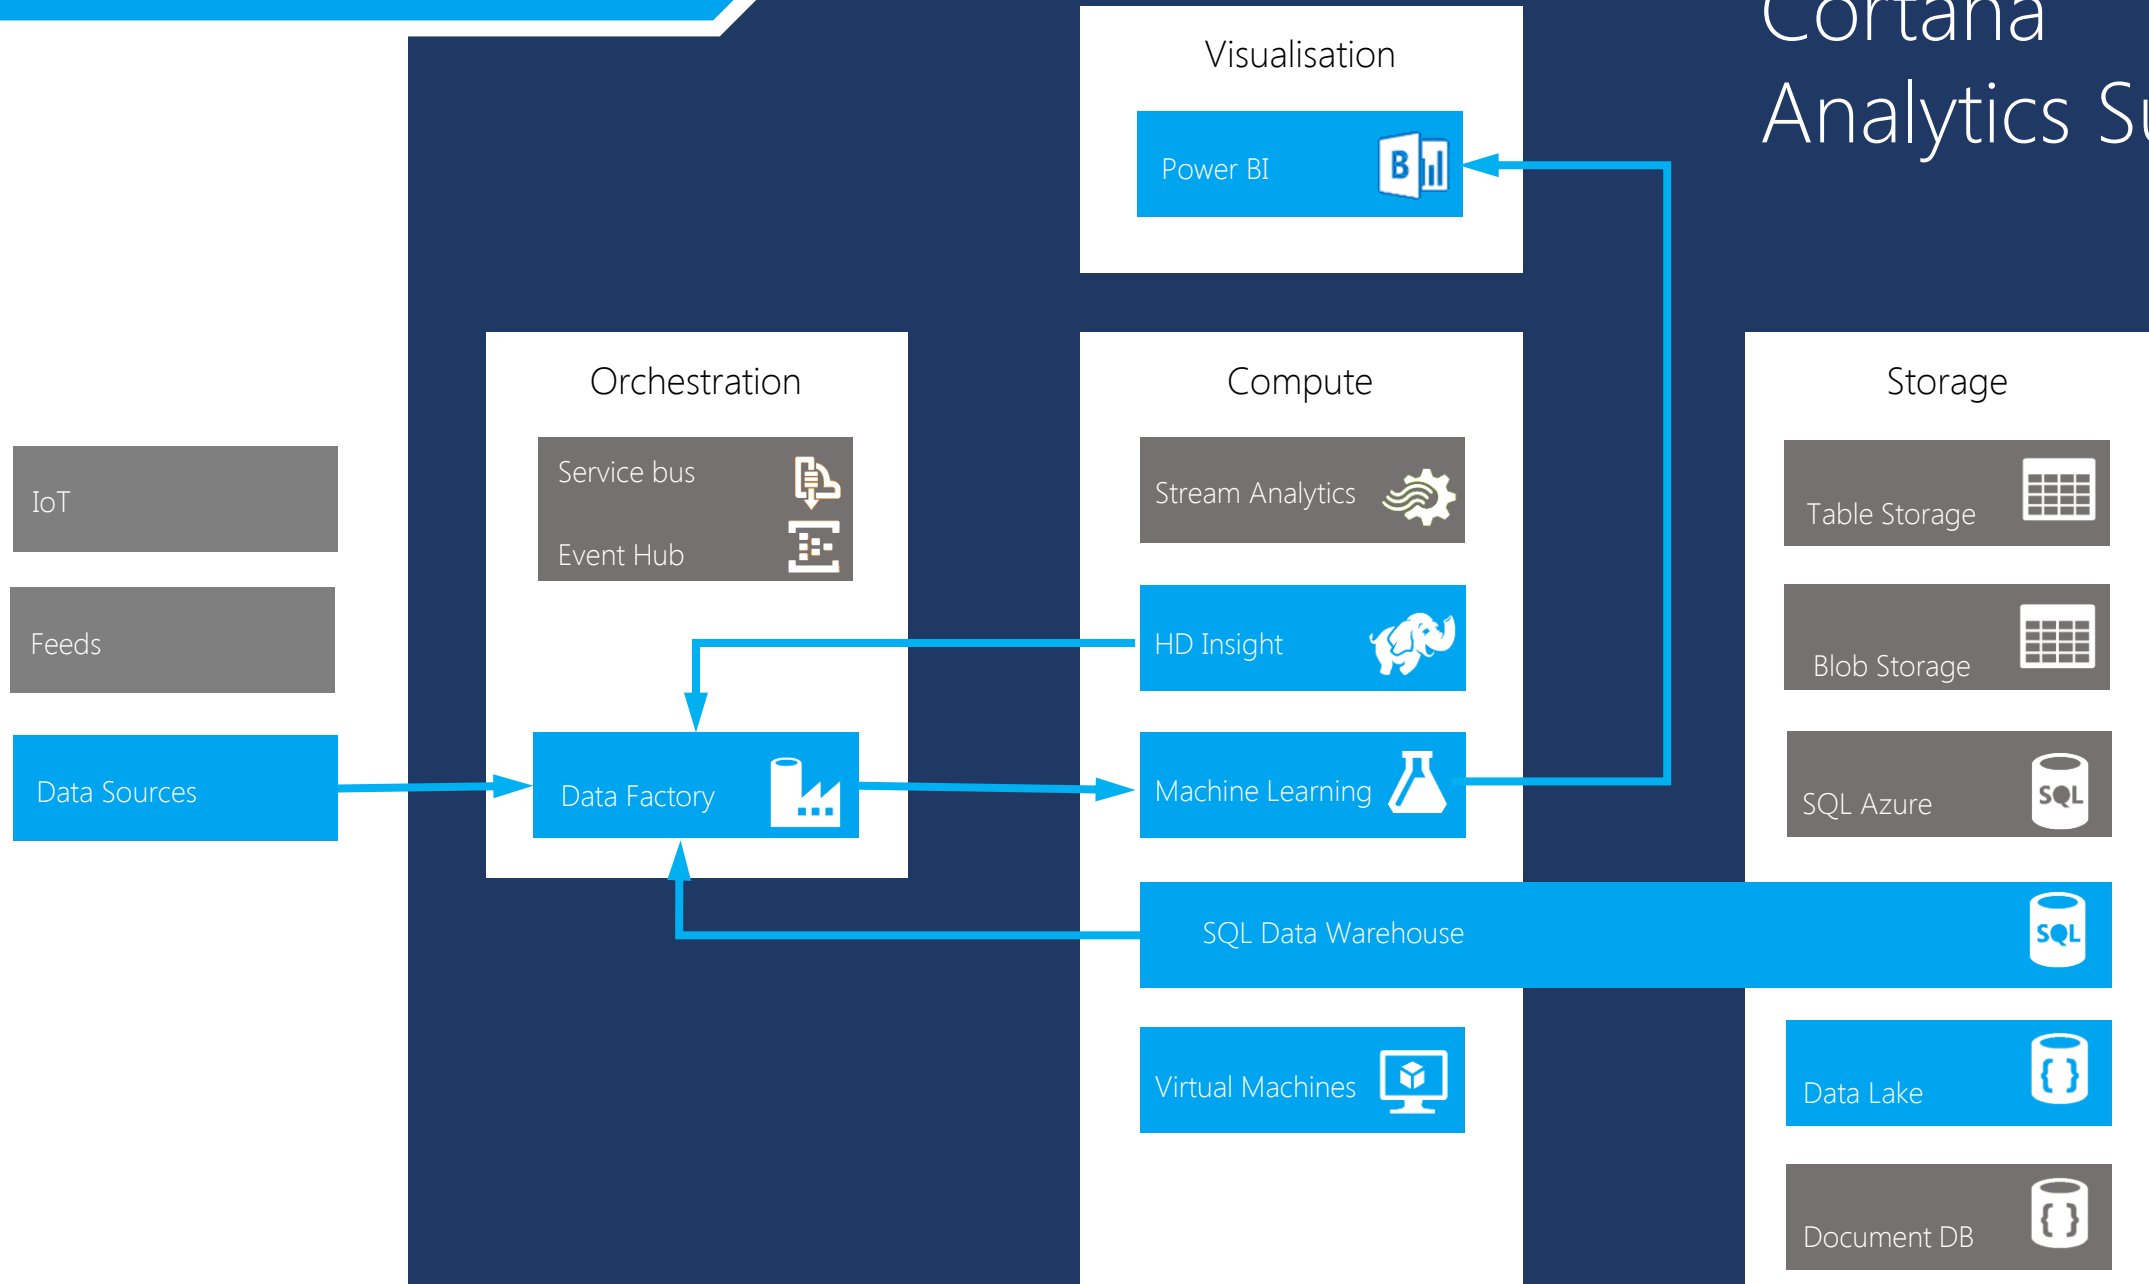 Cortana
Analytics Su
Visualisation
Power BI
B
Orchestration
Service bus
Event Hub
Data Factory
IoT
Feeds
Data Sources
Compute
Stream Analytics
HD Insight
Machine Learning
SQL Data Warehouse
SQL
Virtual Machines
Storage
Table Storage
Blob Storage
SQL Azure
SQL
Data Lake
{ }
Document DB
{ }